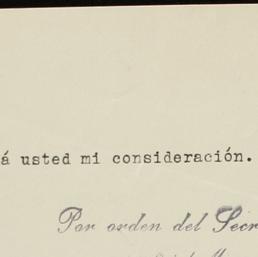 á usted mi consideración.
Por orden del Secr